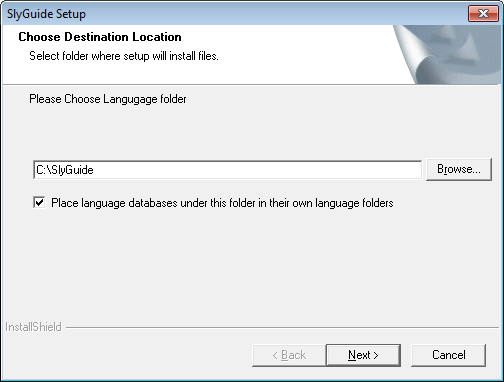 SlyGuide Setup
Choose Destination Location
Select folder where setup will install files.
Please Choose Langugage folder
C:\SlyGuide
Browse...
Place language databases under this folder in their own language folders
InstallShield
< Back
Next >
Cancel